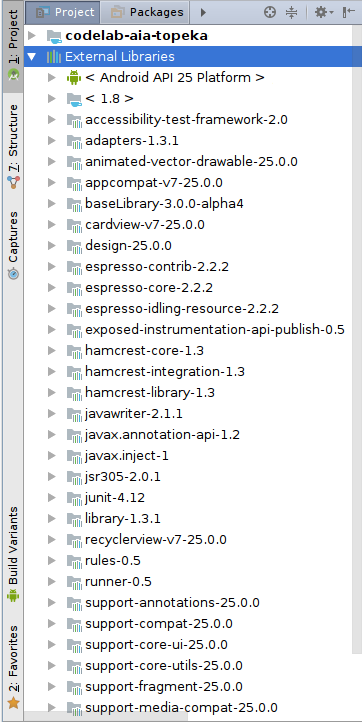 Project
Packages
codelab-aia-topeka
External Libraries
< Android API 25 Platform >
< 1.8 >
accessibility-test-framework-2.0
adapters-1.3.1
animated-vector-drawable-25.0.0
appcompat-v7-25.0.0
baseLibrary-3.0.0-alpha4
cardview-v7-25.0.0
design-25.0.0
espresso-contrib-2.2.2
espresso-core-2.2.2
espresso-idling-resource-2.2.2
exposed-instrumentation-api-publish-0.5
hamcrest-core-1.3
hamcrest-integration-1.3
hamcrest-library-1.3
javawriter-2.1.1
javax.annotation-api-1.2
javax.inject-1
jsr305-2.0.1
junit-4.12
library-1.3.1
recyclerview-v7-25.0.0
rules-0.5
runner-0.5
support-annotations-25.0.0
support-compat-25.0.0
support-core-ui-25.0.0
support-core-utils-25.0.0
support-fragment-25.0.0
support-media-compat-25.0.0
1: Project
7: Structure
Captures
Build Variants
2: Favorites